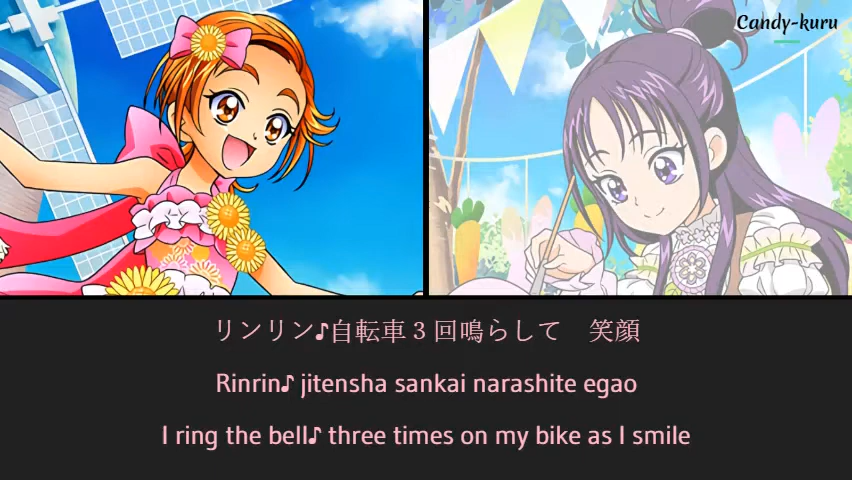 Candy-kuru
リンリン♪自転車３回鳴らして　笑顔
Rinrin♪ jitensha sankai narashite egao
I ring the bell♪ three times on my bike as I smile